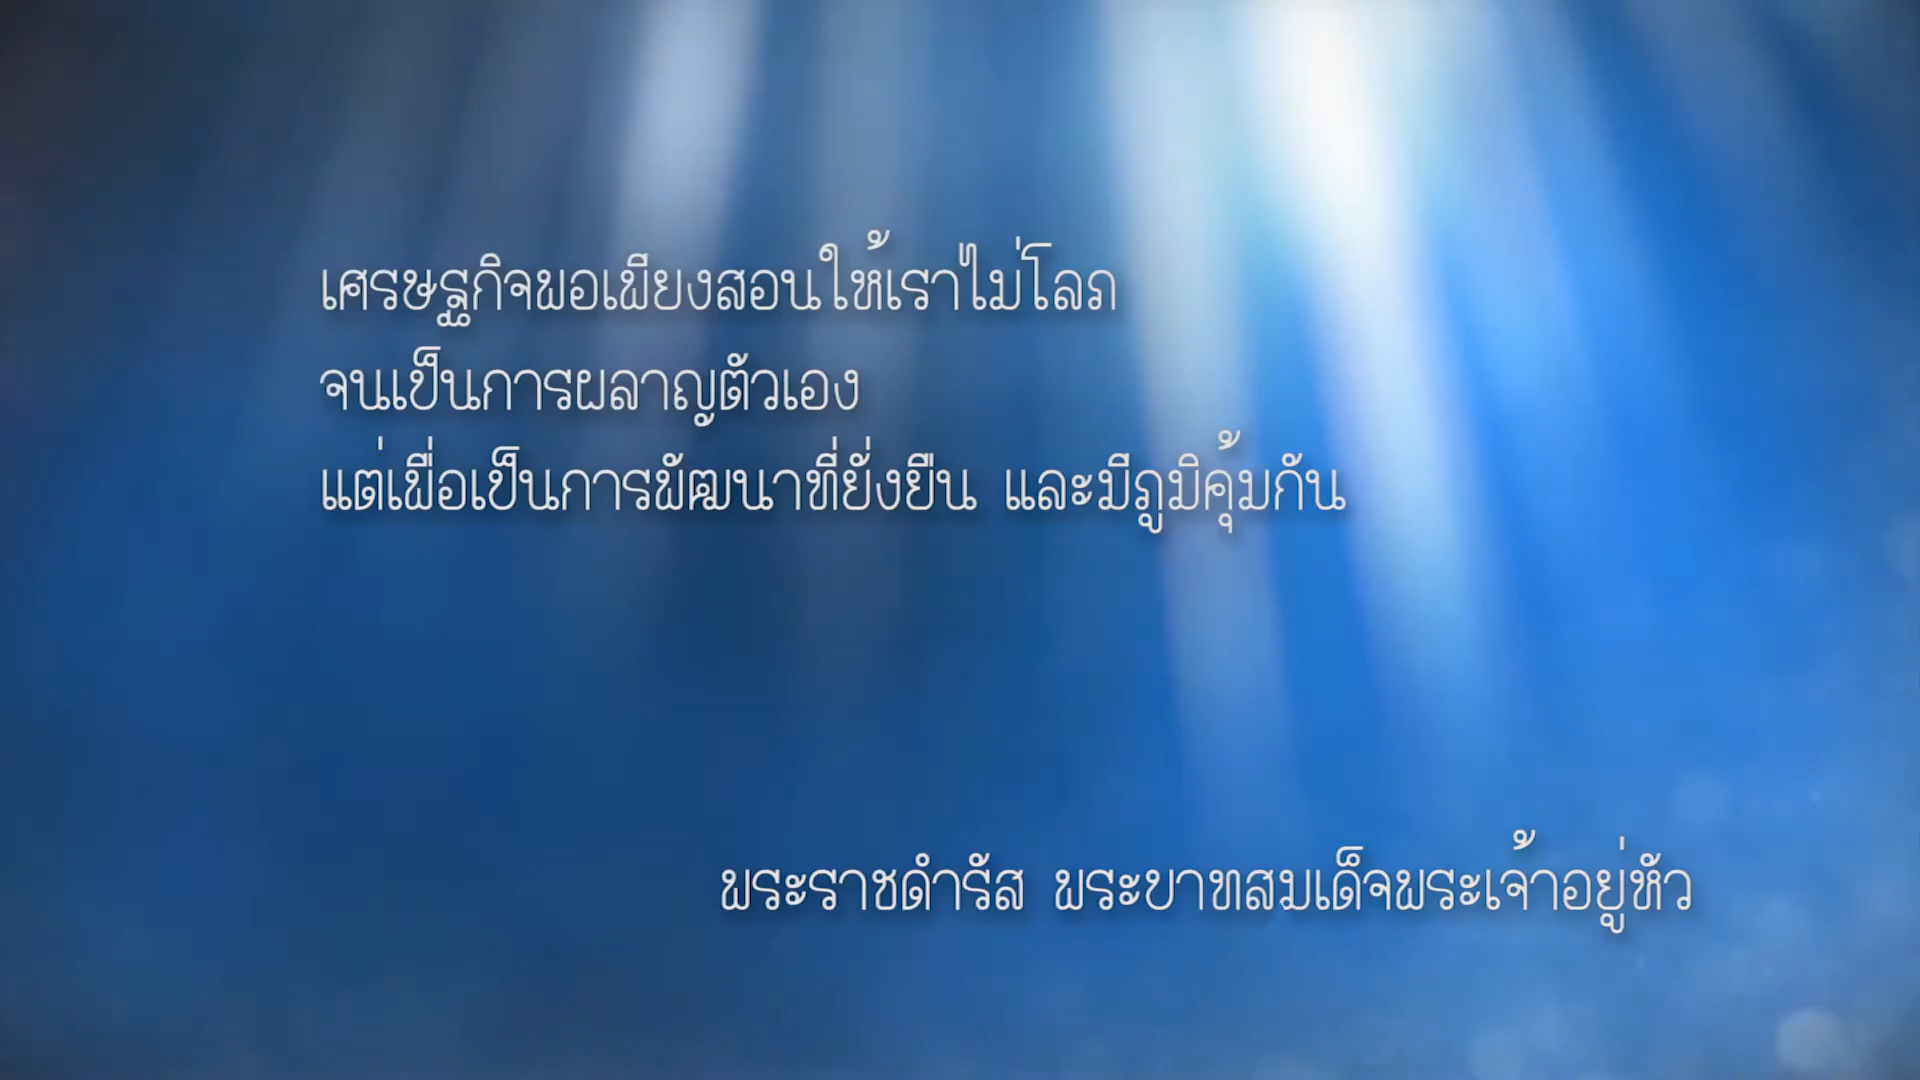 เศรษฐกิจพอเพียงสอนให้เราไม่โลภ
จนเป็นการผลาญตัวเอง
แต่เพื่อเป็นการพัฒนาที่ยั่งยืน และมีภูมิคุ้มกัน
พระราชดำรัส พระบาทสมเด็จพระเจ้าอยู่หัว